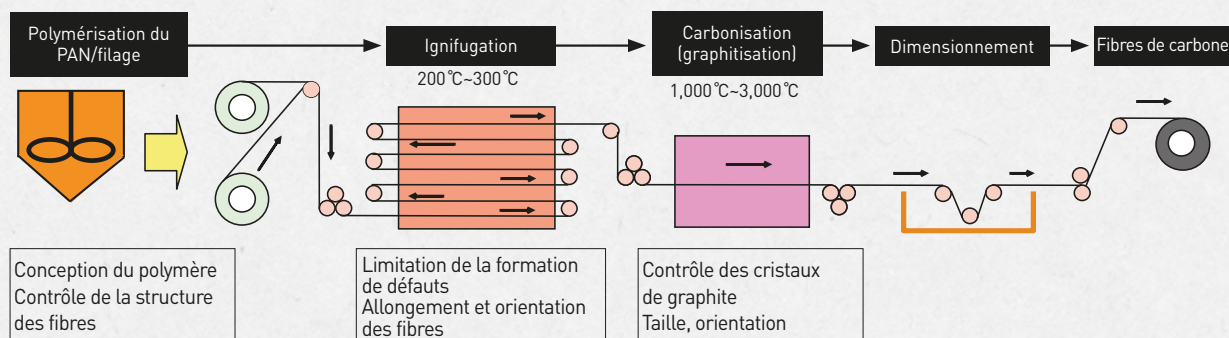 Polymérisation du
PAN/filage
Ignifugation
Carbonisation
(graphitisation)
Dimensionnement
Fibres de carbone
200°C~300°C
1,000°C~3,000°C
Conception du polymère
Contrôle de la structure
des fibres
Limitation de la formation
de défauts
Allongement et orientation
des fibres
Contrôle des cristaux
de graphite
Taille, orientation